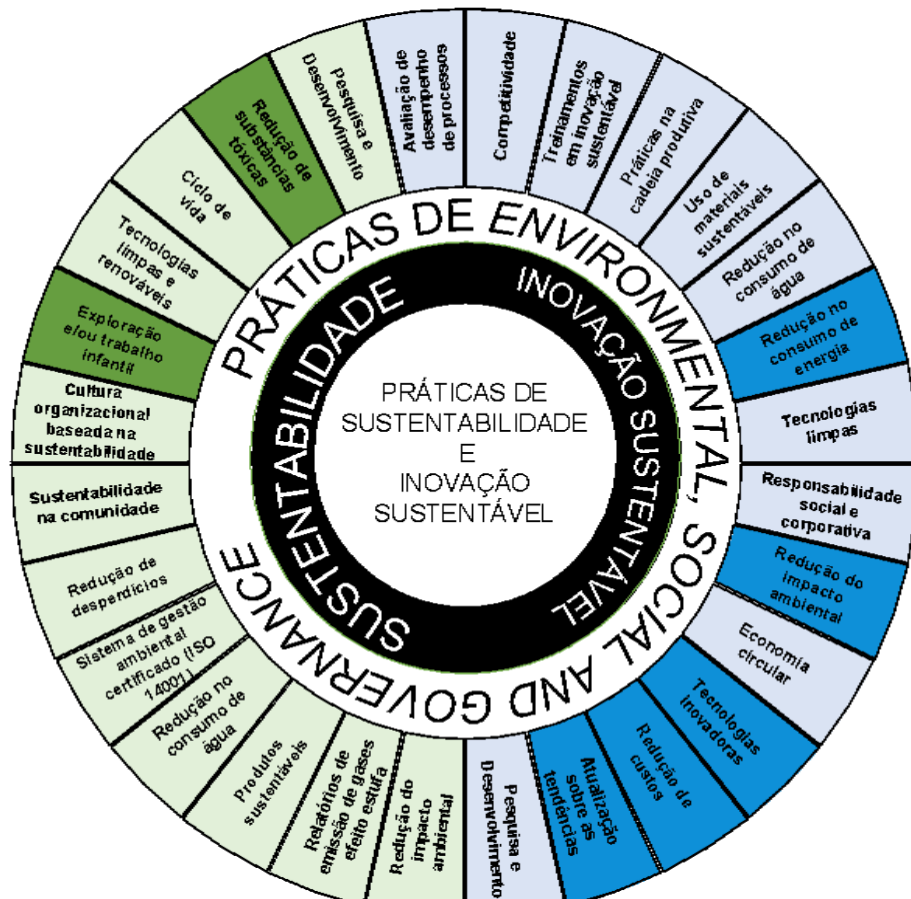 PRÁTICAS DE
SUSTENTABILIDADE
E
INOVAÇÃO
SUSTENTÁVEL
SUSTENTABILIDADE
INOVAÇÃO SUSTENTÁVEL
PRÁTICAS DE ENVIRONMENTAL, SOCIAL AND GOVERNANCE
Competitividade
Treinamentos
em inovação
sustentável
Práticas na
cadeia produtiva
Uso de
materiais
sustentáveis
Redução no
consumo de
água
Redução no
consumo de
energia
Tecnologias
limpas
Responsabilidade
social e
corporativa
Redução do
impacto
ambiental
Economia
circular
Tecnologias
inovadoras
Redução de
custos
Atualização
sobre as
tendências
Pesquisa e
Desenvolvimento
Redução do
impacto
ambiental
Relatórios de
emissão de gases
efeito estufa
Produtos
sustentáveis
Redução no
consumo de
água
Sistema de gestão
ambiental
certificado (ISO
14001)
Redução de
desperdícios
Sustentabilidade
na comunidade
Cultura
organizacional
baseada na
sustentabilidade
Exploração
e/ou trabalho
infantil
Tecnologias
limpas e
renováveis
Ciclo de
vida
Redução de
substâncias
tóxicas
Pesquisa e
Desenvolvimento
Avaliação de
desempenho
de processos